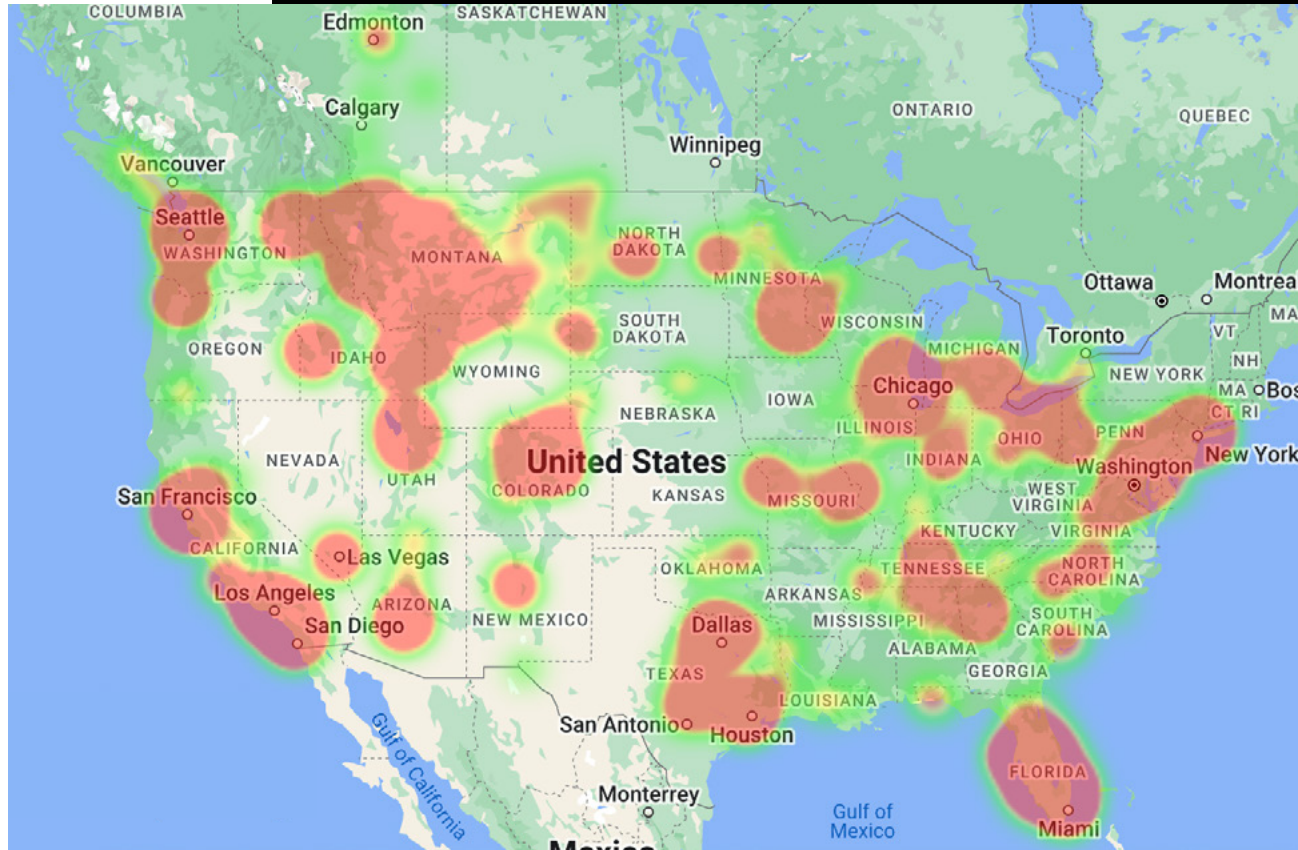 COLUMBIA
Edmonton
SASKATCHEWAN
Calgary
ONTARIO
QUEBEC
Vancouver
Winnipeg
Seattle
WASHINGTON
MONTANA
NORTH
DAKOTA
MINNESOTA
Ottawa
Montrea
OREGON
IDAHO
SOUTH
DAKOTA
WISCONSIN
Toronto
VT
MA
WYOMING
MICHIGAN
NEW YORK
NH
MA
Bos
CT RI
Chicago
NEBRASKA
IOWA
ILLINOIS
OHIO
PENN
New York
NEVADA
UTAH
United States
COLORADO
KANSAS
MISSOURI
INDIANA
Washington
WEST
VIRGINIA
San Francisco
CALIFORNIA
Las Vegas
KENTUCKY
VIRGINIA
Los Angeles
ARIZONA
NEW MEXICO
OKLAHOMA
ARKANSAS
TENNESSEE
NORTH
CAROLINA
San Diego
Dallas
MISSISSIPPI
SOUTH
CAROLINA
ALABAMA
TEXAS
GEORGIA
LOUISIANA
San Antonio
Houston
Gulf of California
FLORIDA
Monterrey
Gulf of
Mexico
Miami
Mexico